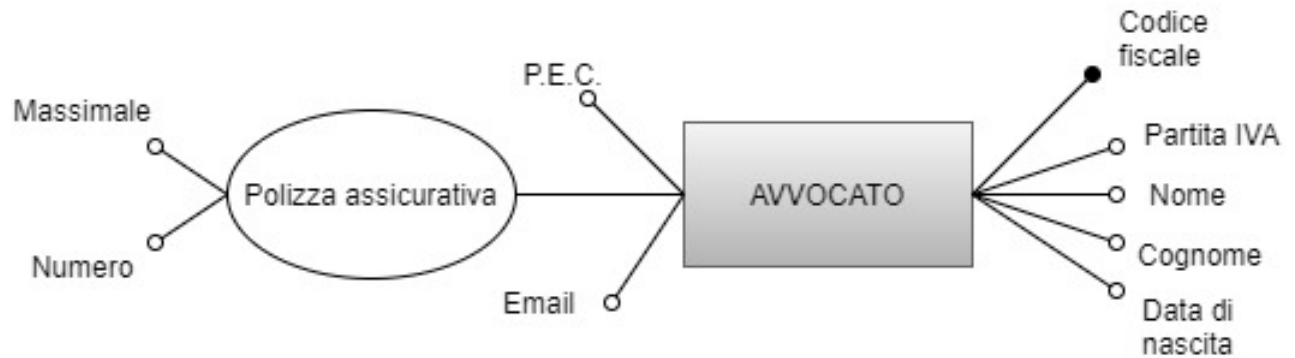 Codice
fiscale
P.E.C.
Massimale
Partita IVA
Polizza assicurativa
AVVOCATO
Nome
Cognome
Numero
Email
Data di
nascita